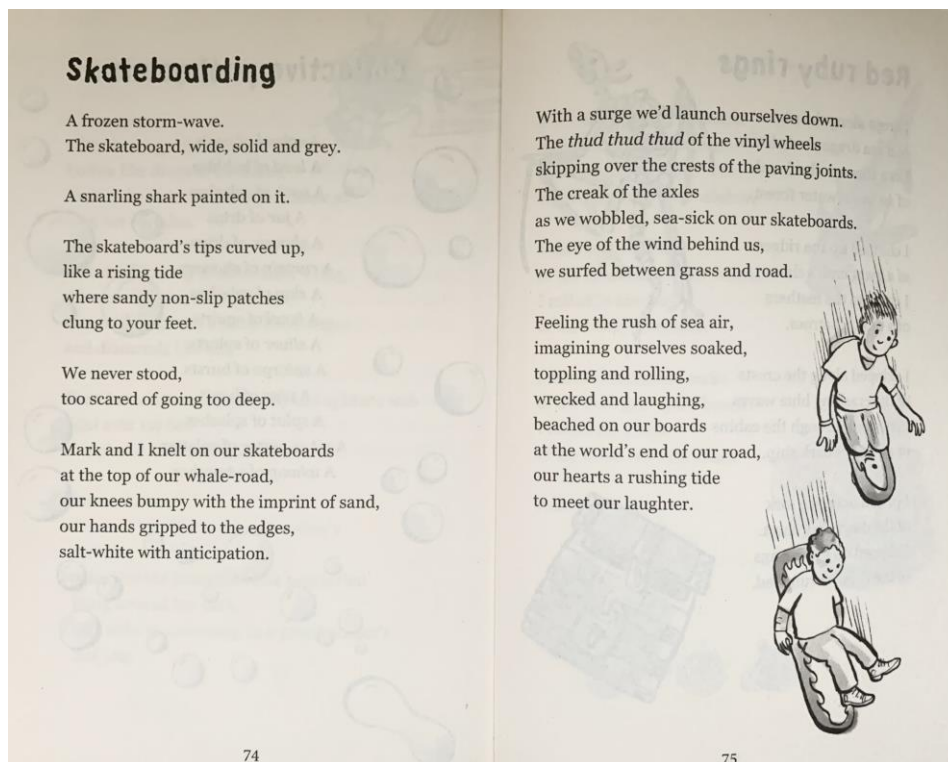 Skateboarding
A frozen storm-wave.
The skateboard, wide, solid and grey.
A snarling shark painted on it.
The skateboard’s tips curved up,
like a rising tide
where sandy non-slip patches
clung to your feet.
We never stood,
too scared of going too deep.
Mark and I knelt on our skateboards
at the top of our whale-road,
our knees bumpy with the imprint of sand,
our hands gripped to the edges,
salt-white with anticipation.
74
With a surge we’d launch ourselves down.
The thud thud thud of the vinyl wheels
skipping over the crests of the paving joints.
The creak of the axles
as we wobbled, sea-sick on our skateboards.
The eye of the wind behind us,
we surfed between grass and road.
Feeling the rush of sea air,
imagining ourselves soaked,
toppling and rolling,
wrecked and laughing,
beached on our boards
at the world’s end of our road,
our hearts a rushing tide
to meet our laughter.
75